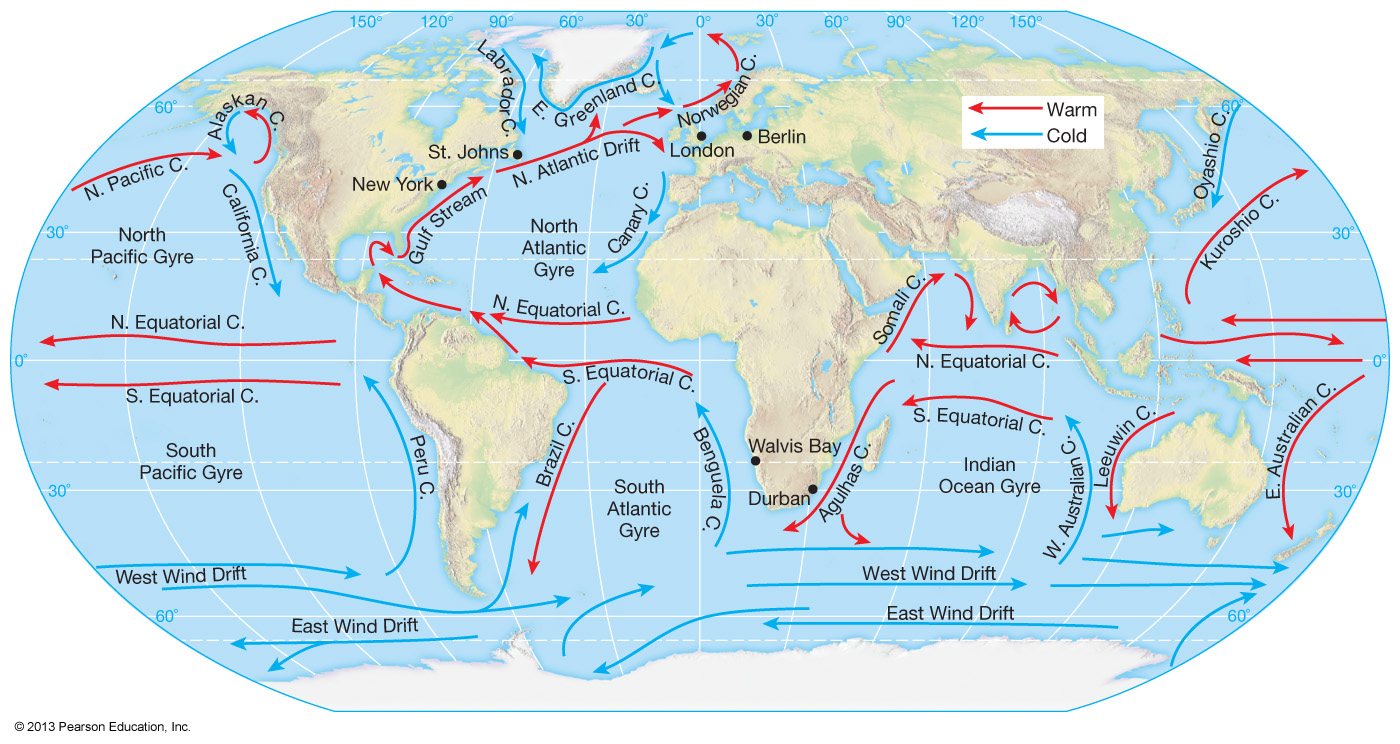 150° 120° 90° 60° 30° 0° 30° 60° 90° 120° 150°
Labrador C.
E. Greenland C.
Norwegian C.
Warm
Cold
60°
60°
Alaskan C.
Oyashio C.
London
Berlin
St. Johns
N. Atlantic Drift
New York
N. Pacific C.
Gulf Stream
California C.
Canary C.
Kuroshio C.
30°
30°
North
Pacific Gyre
North
Atlantic
Gyre
Somali C.
N. Equatorial C.
N. Equatorial C.
N. Equatorial C.
0°
0°
S. Equatorial C.
S. Equatorial C.
S. Equatorial C.
E. Australian C.
Leeuwin C.
W. Australian C.
Peru C.
Brazil C.
Benguela C.
Walvis Bay
Durban
Agulhas C.
South
Pacific Gyre
South
Atlantic
Gyre
Indian
Ocean Gyre
30°
30°
West Wind Drift
West Wind Drift
60°
60°
East Wind Drift
East Wind Drift
© 2013 Pearson Education, Inc.